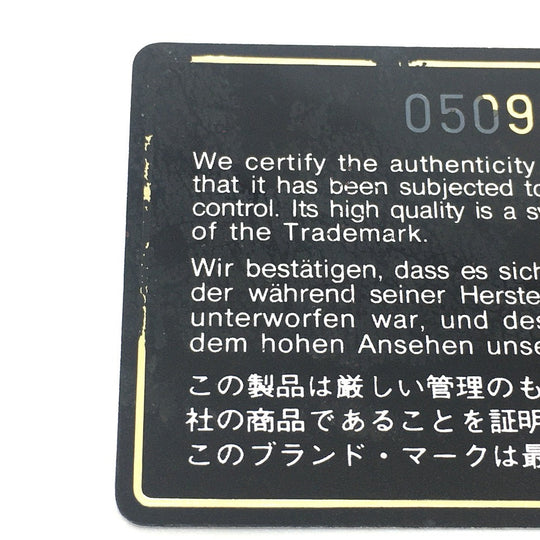 0509
We certify the authenticity
that it has been subjected to
control. Its high quality is a
of the Trademark.
Wir bestätigen, dass es sich
der während seiner
unterworfen war, und
dem hohen Ansehen
この製品は厳しい管理のも
社の商品であることを証明
このブランド・マークは最